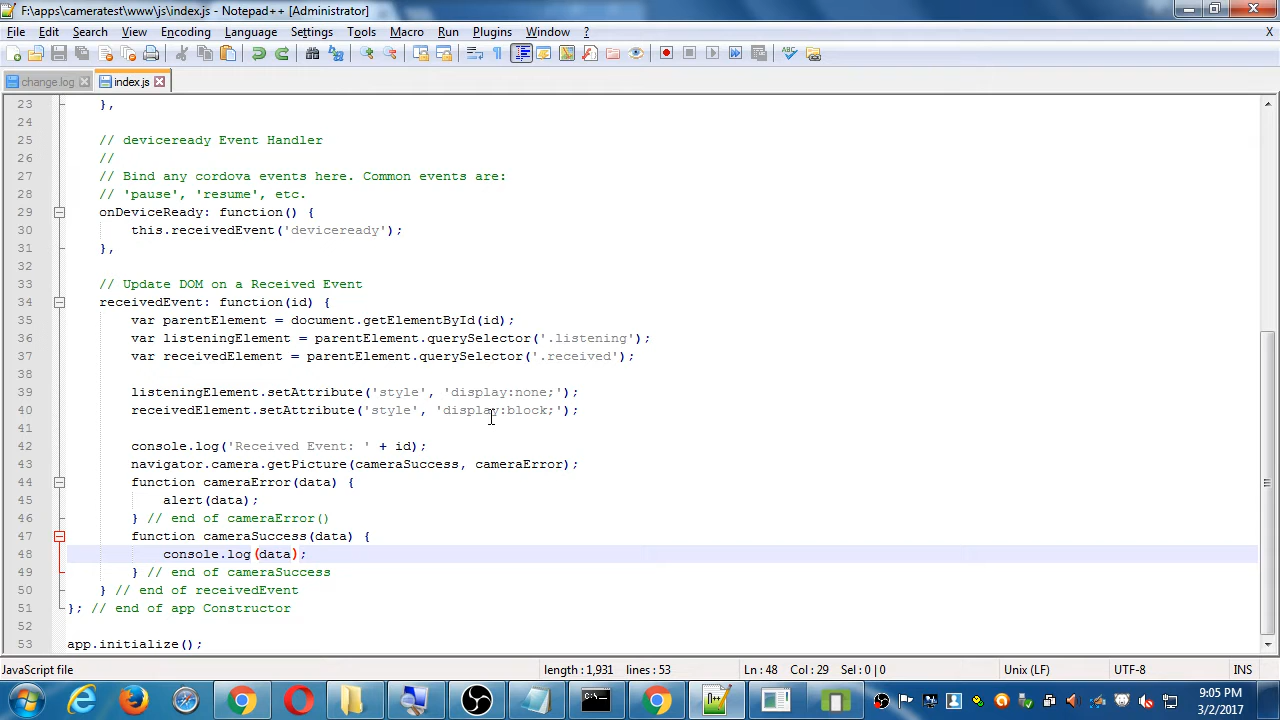 F:\apps\cameratest\www\js\index.js - Notepad++ [Administrator]
File Edit Search View Encoding Language Settings Tools Macro Run Plugins Window ? X
change.log index.js
23 },
24
25 // deviceready Event Handler
26 //
27 // Bind any cordova events here. Common events are:
28 // 'pause', 'resume', etc.
29 onDeviceReady: function() {
30 this.receivedEvent('deviceready');
31 },
32
33 // Update DOM on a Received Event
34 receivedEvent: function(id) {
35 var parentElement = document.getElementById(id);
36 var listeningElement = parentElement.querySelector('.listening');
37 var receivedElement = parentElement.querySelector('.received');
38
39 listeningElement.setAttribute('style', 'display:none;');
40 receivedElement.setAttribute('style', 'display:block;');
41
42 console.log('Received Event: ' + id);
43 navigator.camera.getPicture(cameraSuccess, cameraError);
44 function cameraError(data) {
45 alert(data);
46 } // end of cameraError()
47 function cameraSuccess(data) {
48 console.log(data);
49 } // end of cameraSuccess
50 } // end of receivedEvent
51 }; // end of app Constructor
52
53 app.initialize();
JavaScript file length : 1,931 lines : 53 Ln : 48 Col : 29 Sel : 0 | 0 Unix (LF) UTF-8 INS
9:05 PM
3/2/2017